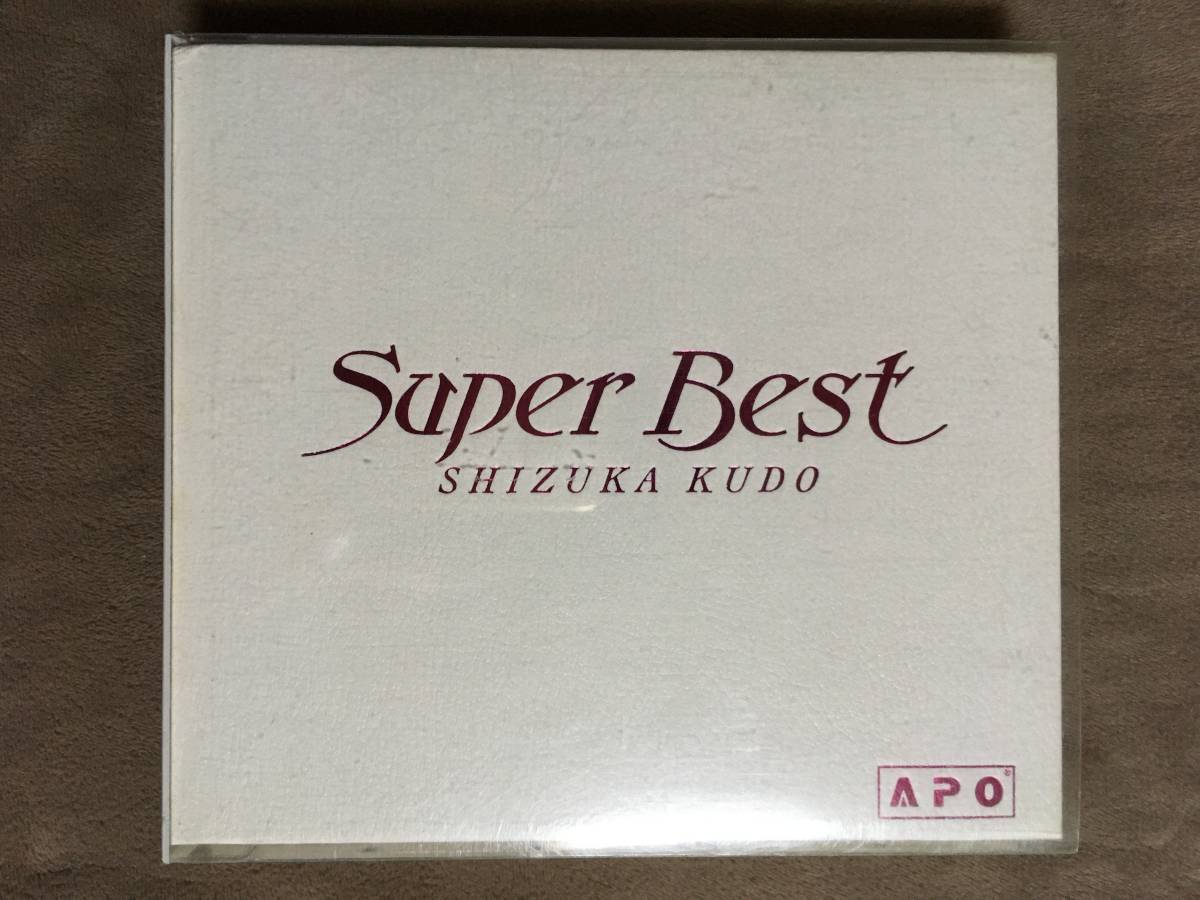 Super Best
SHIZUKA KUDO
APO